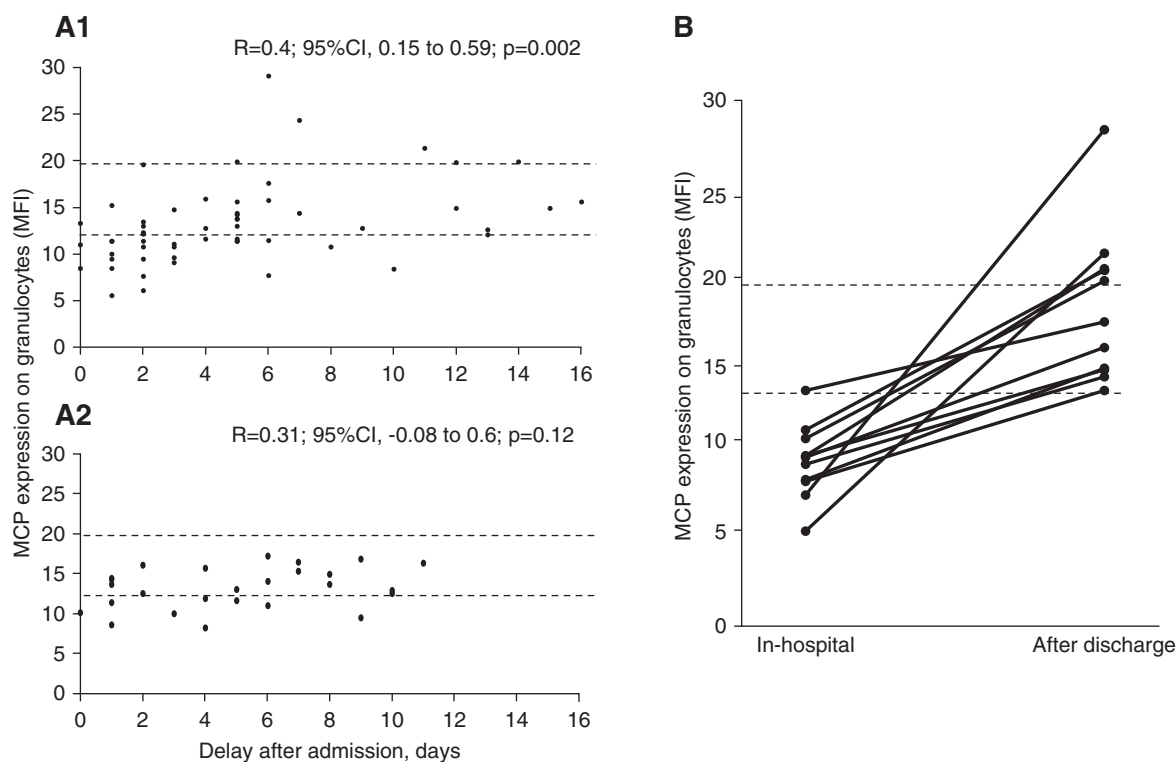 A1
R=0.4; 95%CI, 0.15 to 0.59; p=0.002
30
25
20
15
10
5
0
0 2 4 6 8 10 12 14 16
A2
R=0.31; 95%CI, -0.08 to 0.6; p=0.12
30
25
20
15
10
5
0
0 2 4 6 8 10 12 14 16
Delay after admission, days
MCP expression on granulocytes (MFI)
B
30
25
20
15
10
5
0
In-hospital After discharge
MCP expression on granulocytes (MFI)